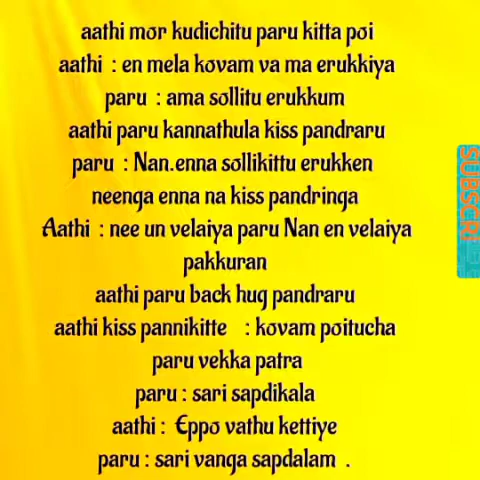 aathi mor kudichitu paru kitta poi
aathi : en mela kovam va ma erukkiya
paru : ama sollitu erukkum
aathi paru kannathula kiss pandraru
paru : Nan.enna sollikittu erukken
neenga enna na kiss pandringa
Aathi : nee un velaiya paru Nan en velaiya
pakkuran
aathi paru back hug pandraru
aathi kiss pannikitte : kovam poitucha
paru vekka patra
paru : sari sapdikala
aathi : Eppo vathu kettiye
paru : sari vanga sapdalam .